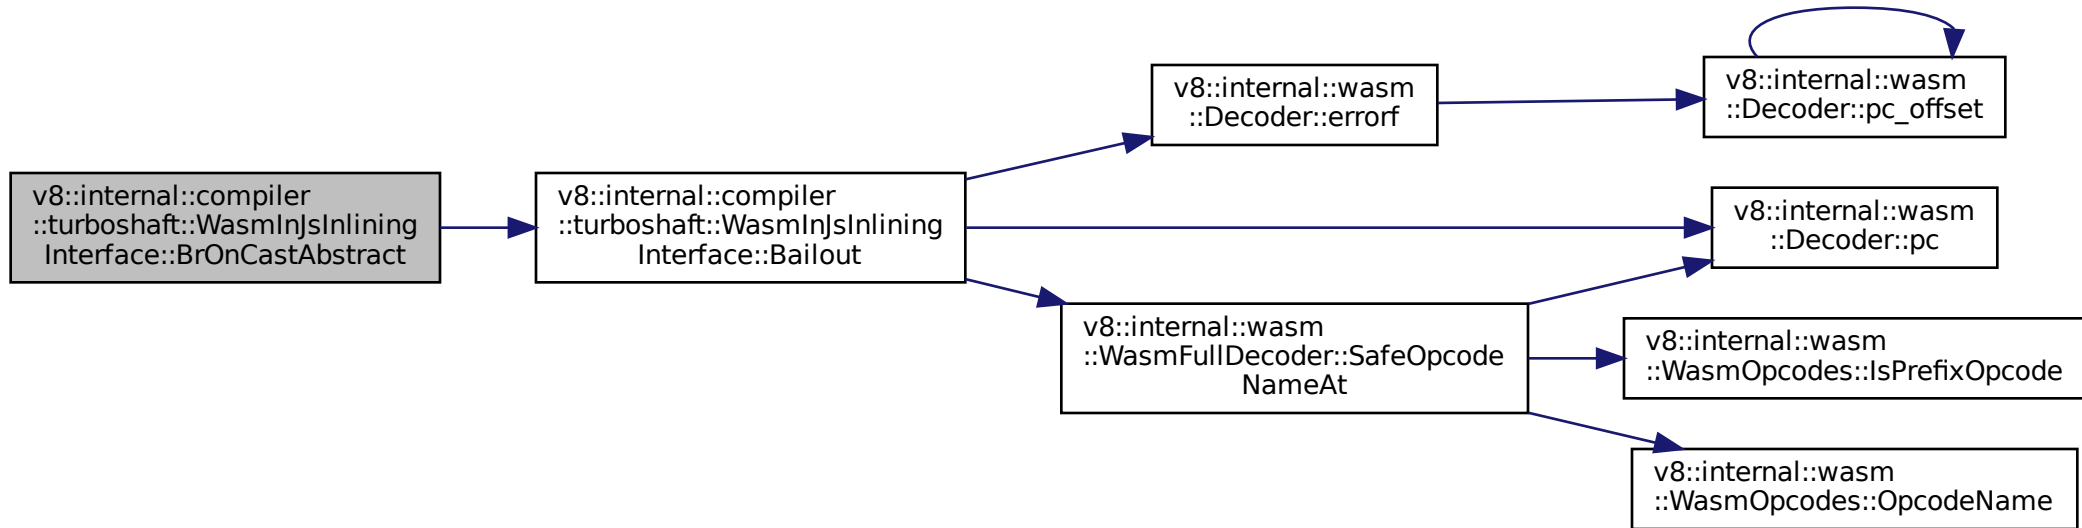 v8::internal::compiler
::turboshaft::WasmInJsInlining
Interface::BrOnCastAbstract
v8::internal::compiler
::turboshaft::WasmInJsInlining
Interface::Bailout
v8::internal::wasm
::Decoder::errorf
v8::internal::wasm
::Decoder::pc_offset
v8::internal::wasm
::Decoder::pc
v8::internal::wasm
::WasmFullDecoder::SafeOpcode
NameAt
v8::internal::wasm
::WasmOpcodes::IsPrefixOpcode
v8::internal::wasm
::WasmOpcodes::OpcodeName